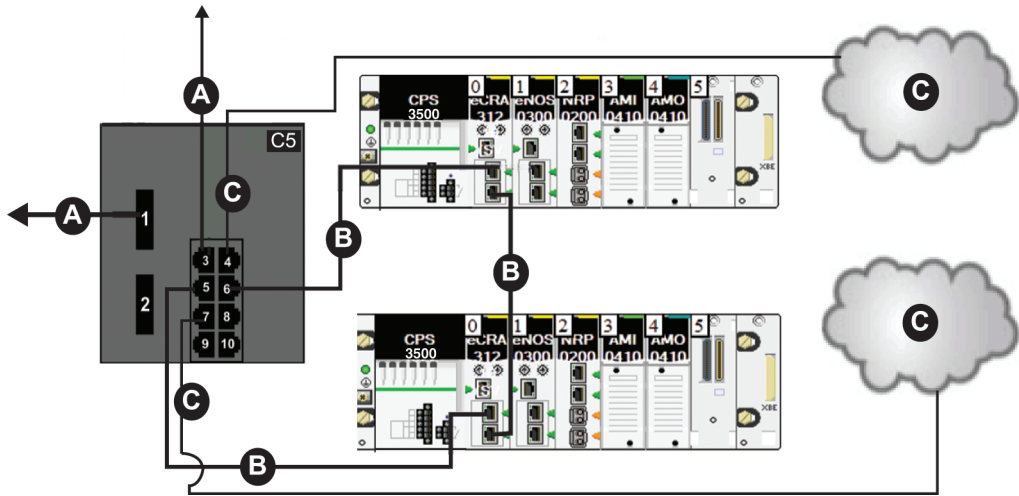 C5
A
A
C
1
2
3 4
5 6
7 8
9 10
B
B
C
B
0 1 2 3 4 5
CPS
3500
eCRA
312
eNOS
0300
NRP
0200
AMI
0410
AMO
0410
XBE
C
0 1 2 3 4 5
CPS
3500
eCRA
312
eNOS
0300
NRP
0200
AMI
0410
AMO
0410
XBE
C